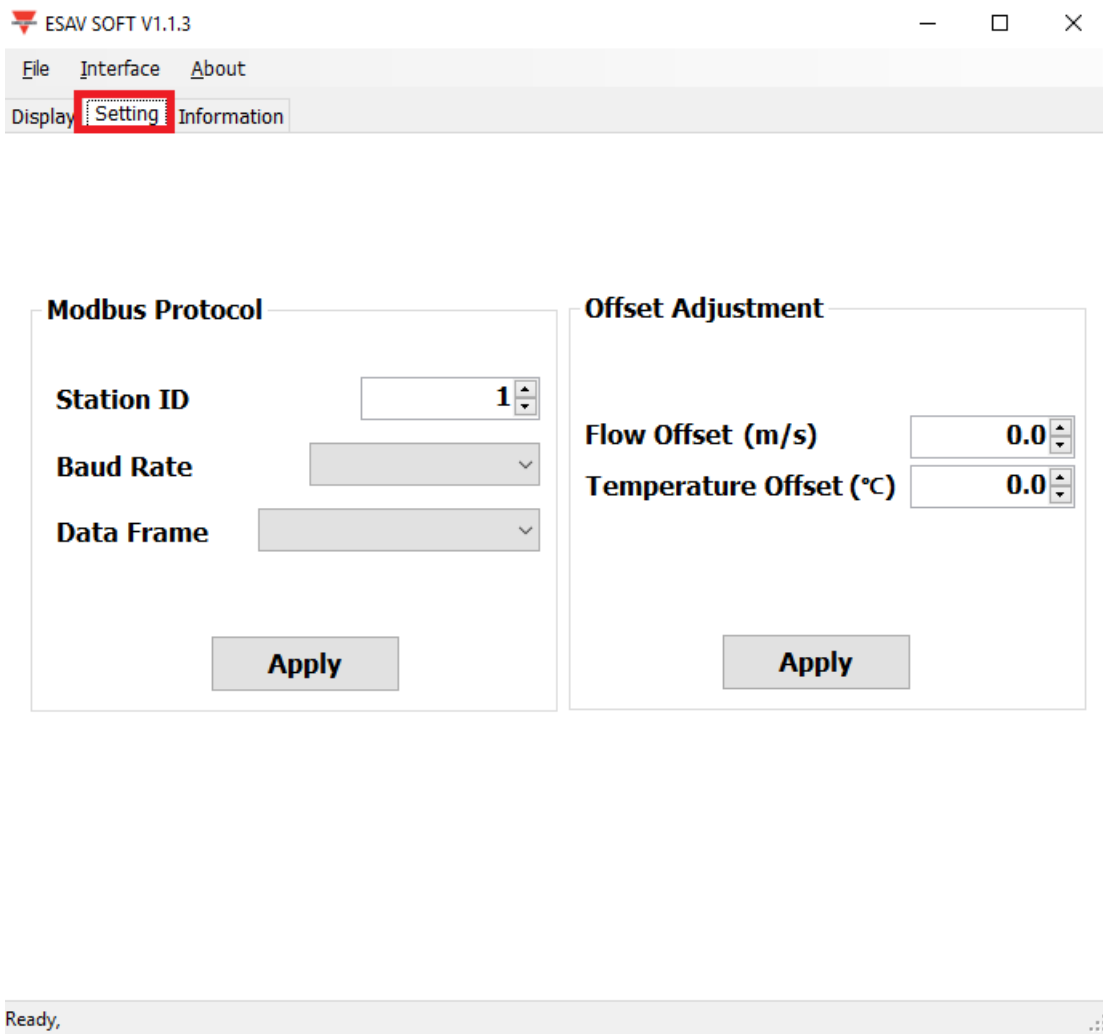 ESAV SOFT V1.1.3
File Interface About
Display Setting Information
Modbus Protocol
Station ID 1
Baud Rate
Data Frame
Apply
Offset Adjustment
Flow Offset (m/s) 0.0
Temperature Offset (℃) 0.0
Apply
Ready,